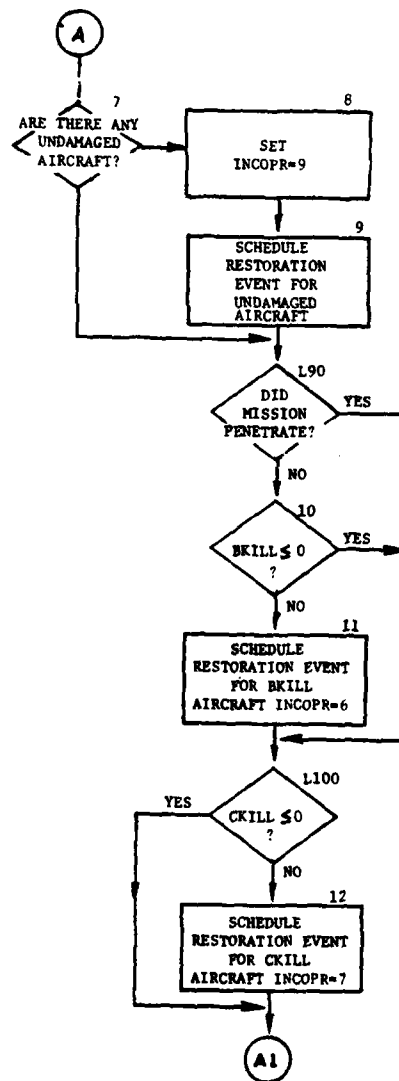 A
7
ARE THERE ANY
UNDAMAGED
AIRCRAFT?
8
SET
INCOPR=9
9
SCHEDULE
RESTORATION
EVENT FOR
UNDAMAGED
AIRCRAFT
L90
DID
MISSION
PENETRATE?
YES
NO
10
BKILL ≤ 0
?
YES
NO
11
SCHEDULE
RESTORATION EVENT
FOR BKILL
AIRCRAFT INCOPR=6
L100
CKILL ≤ 0
?
YES
NO
12
SCHEDULE
RESTORATION EVENT
FOR CKILL
AIRCRAFT INCOPR=7
A1